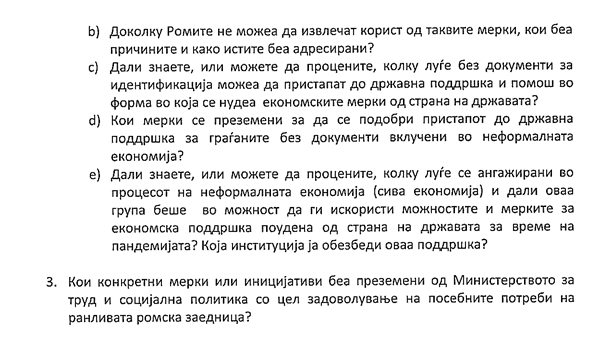 b) Доколку Ромите не можеа да извлечат корист од таквите мерки, кои беа
причините и како истите беа адресирани?
c) Дали знаете, или можете да процените, колку луѓе без документи за
идентификација можеа да пристапат до државна поддршка и помош во
форма во која се нудеа економските мерки од страна на државата?
d) Кои мерки се преземени за да се подобри пристапот до државна
поддршка за граѓаните без документи вклучени во неформалната
економија?
e) Дали знаете, или можете да процените, колку луѓе се ангажирани во
процесот на неформалната економија (сива економија) и дали оваа
група беше во можност да ги искористи можностите и мерките за
економска поддршка поудена од страна на државата за време на
пандемијата? Која институција ја обезбеди оваа поддршка?
3. Кои конкретни мерки или иницијативи беа преземени од Министерството за
труд и социјална политика со цел задоволување на посебните потреби на
ранливата ромска заедница?